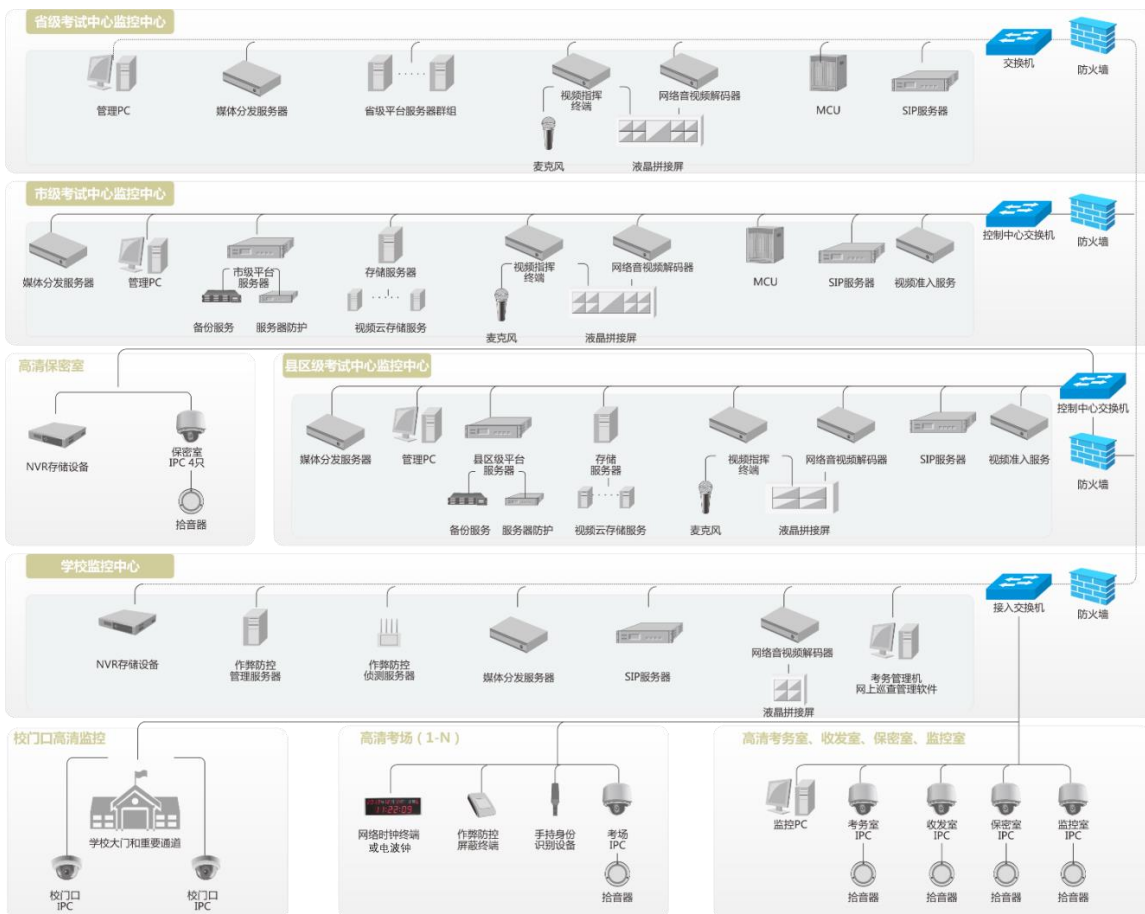 省级考试中心监控中心
管理PC
媒体分发服务器
省级平台服务器群组
视频指挥
终端
网络音视频解码器
MCU
SIP服务器
交换机
防火墙
麦克风
液晶拼接屏
市级考试中心监控中心
媒体分发服务器
管理PC
市级平台
服务器
存储服务器
视频指挥
终端
网络音视频解码器
MCU
SIP服务器
视频准入服务
控制中心交换机
防火墙
备份服务
服务器防护
视频云存储服务
麦克风
液晶拼接屏
高清保密室
NVR存储设备
保密室
IPC 4只
拾音器
县区级考试中心监控中心
媒体分发服务器
管理PC
县区级平台
服务器
存储
服务器
视频指挥
终端
网络音视频解码器
SIP服务器
视频准入服务
控制中心交换机
防火墙
备份服务
服务器防护
视频云存储服务
麦克风
液晶拼接屏
学校监控中心
NVR存储设备
作弊防控
管理服务器
作弊防控
侦测服务器
媒体分发服务器
SIP服务器
网络音视频解码器
液晶拼接屏
考务管理机
网上巡查管理软件
接入交换机
防火墙
校门口高清监控
学校大门和重要通道
校门口
IPC
校门口
IPC
高清考场（1-N）
11:22:09
网络时钟终端
或电波钟
作弊防控
屏蔽终端
手持身份
识别设备
考场
IPC
拾音器
高清考务室、收发室、保密室、监控室
监控PC
考务室
IPC
收发室
IPC
保密室
IPC
监控室
IPC
拾音器
拾音器
拾音器
拾音器